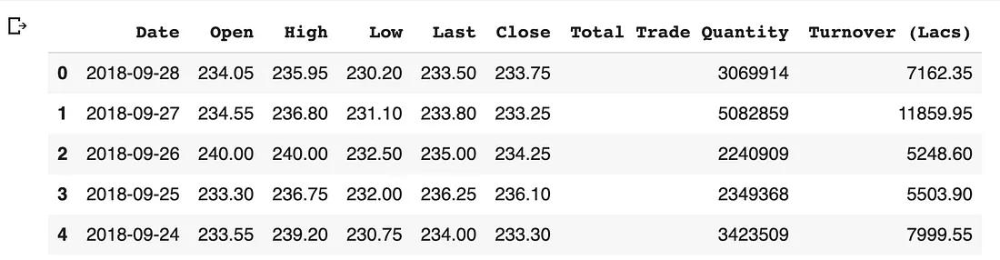 Date Open High Low Last Close Total Trade Quantity Turnover (Lacs)
0 2018-09-28 234.05 235.95 230.20 233.50 233.75 3069914 7162.35
1 2018-09-27 234.55 236.80 231.10 233.80 233.25 5082859 11859.95
2 2018-09-26 240.00 240.00 232.50 235.00 234.25 2240909 5248.60
3 2018-09-25 233.30 236.75 232.00 236.25 236.10 2349368 5503.90
4 2018-09-24 233.55 239.20 230.75 234.00 233.30 3423509 7999.55